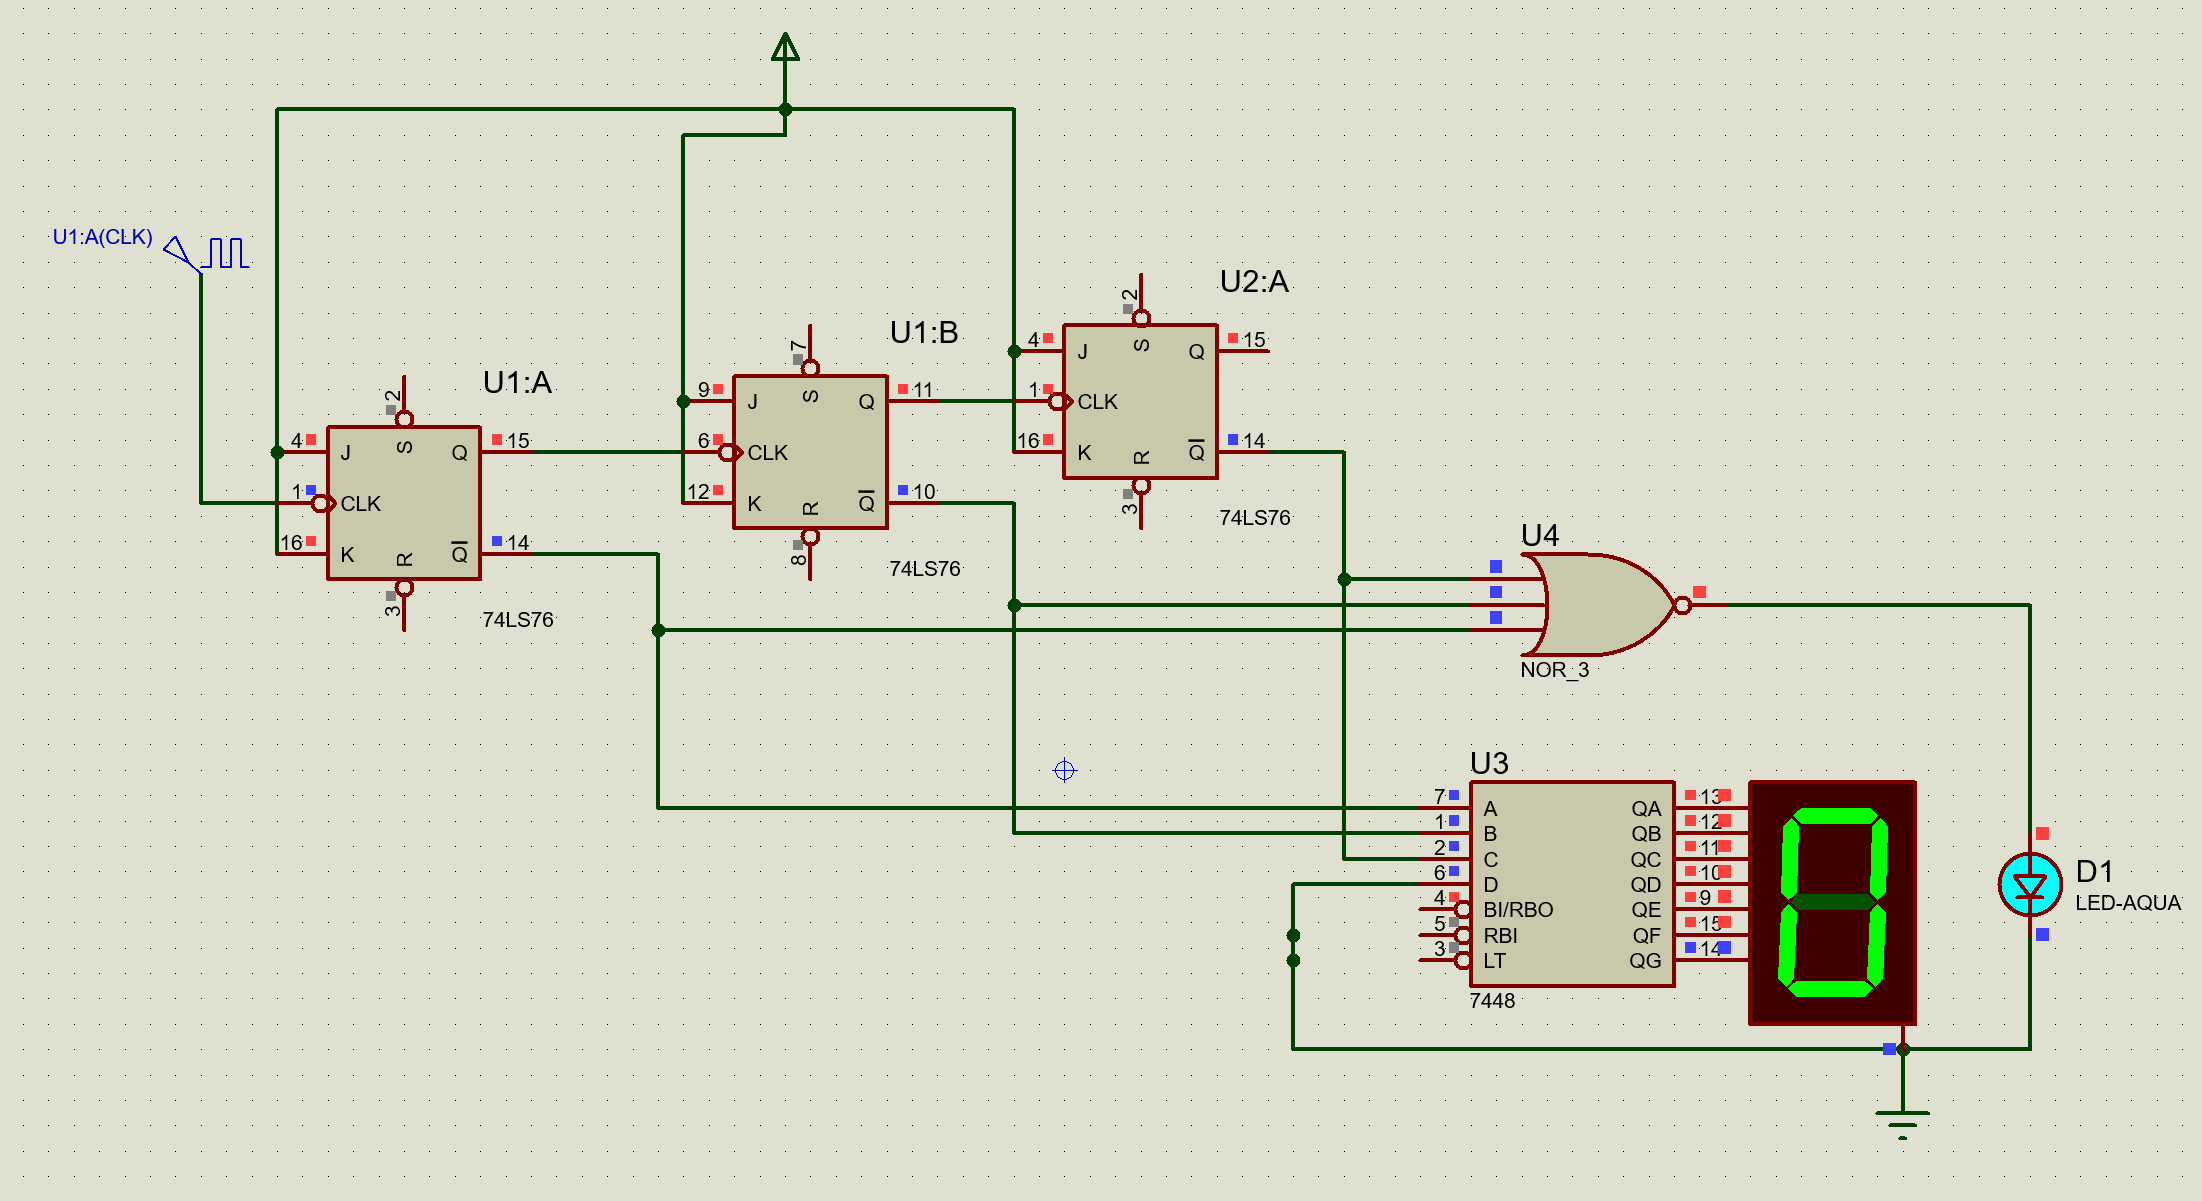 U1:A(CLK)
U1:A
2
4
J
S
Q
15
1
CLK
16
K
R
Q
14
3
74LS76
U1:B
7
9
J
S
Q
11
6
CLK
12
K
R
Q
10
8
74LS76
U2:A
2
4
J
S
Q
15
1
CLK
16
K
R
Q
14
3
74LS76
U4
NOR_3
U3
7 A QA 13
1 B QB 12
2 C QC 11
6 D QD 10
4 BI/RBO QE 9
5 RBI QF 15
3 LT QG 14
7448
0
D1
LED-AQUA